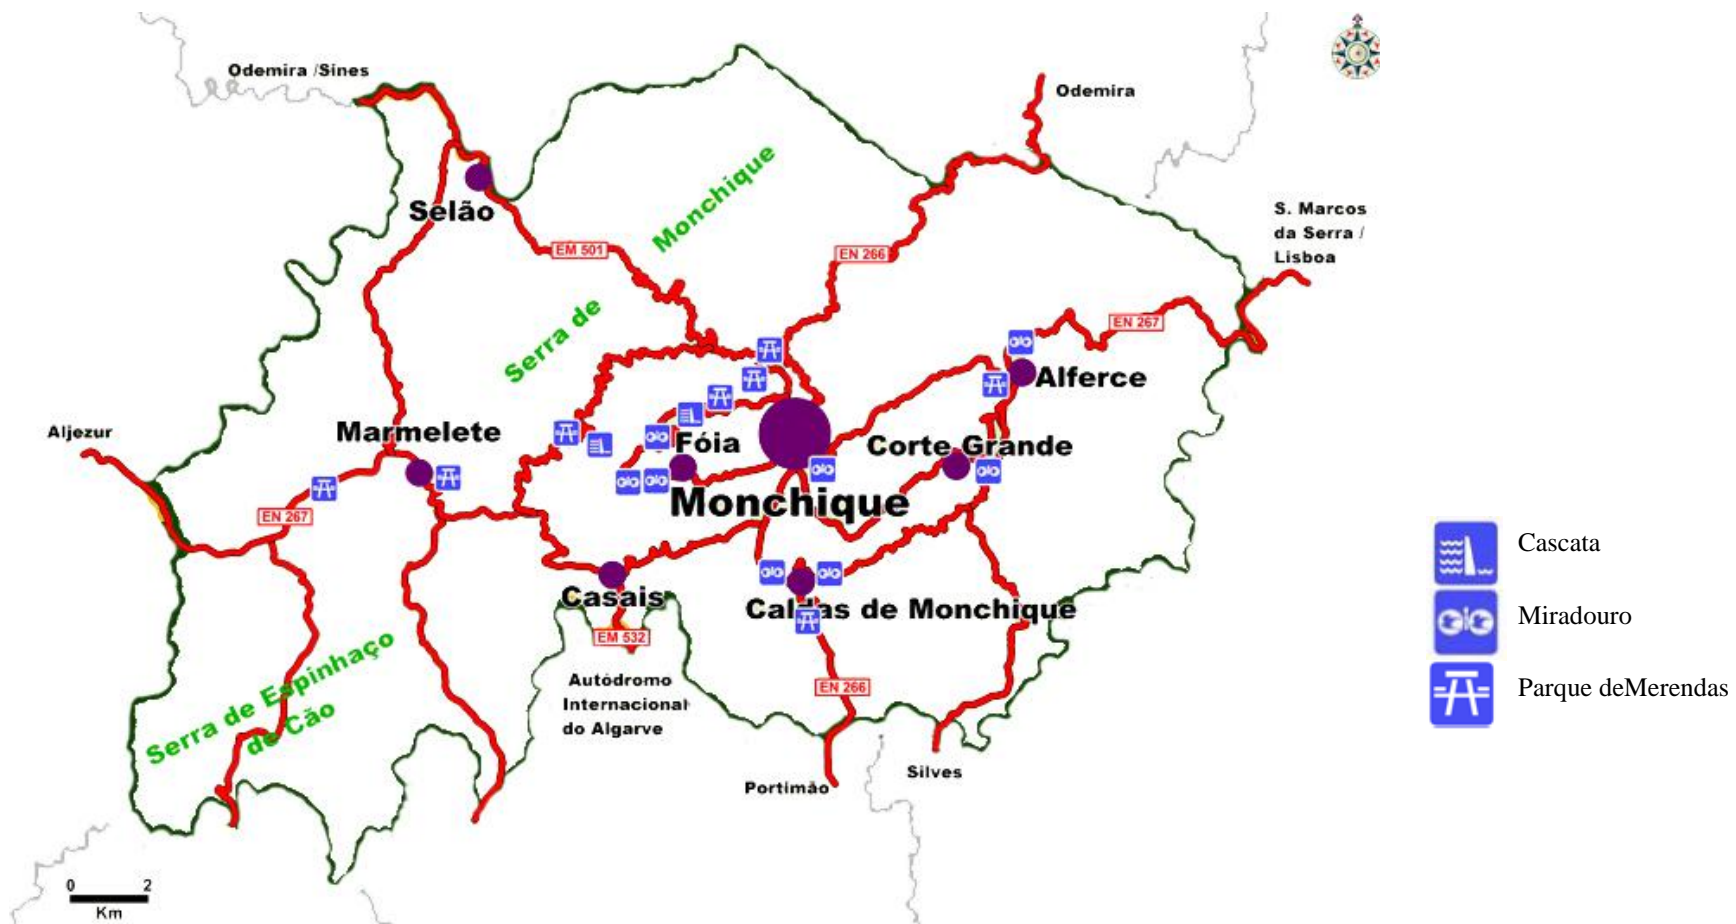 Odemira /Sines
Odemira
S. Marcos
da Serra /
Lisboa
Monchique
Selão
EM 501
EN 266
Serra de
EN 267
Alferce
Aljezur
Marmelete
Fóia
Corte Grande
Monchique
EN 267
Cascata
Casais
Caldas de Monchique
Miradouro
EM 532
Serra de Espinhaço
de Cão
Autódromo
Internacional
do Algarve
EN 266
Parque deMerendas
Portimão
Silves
0 2
Km